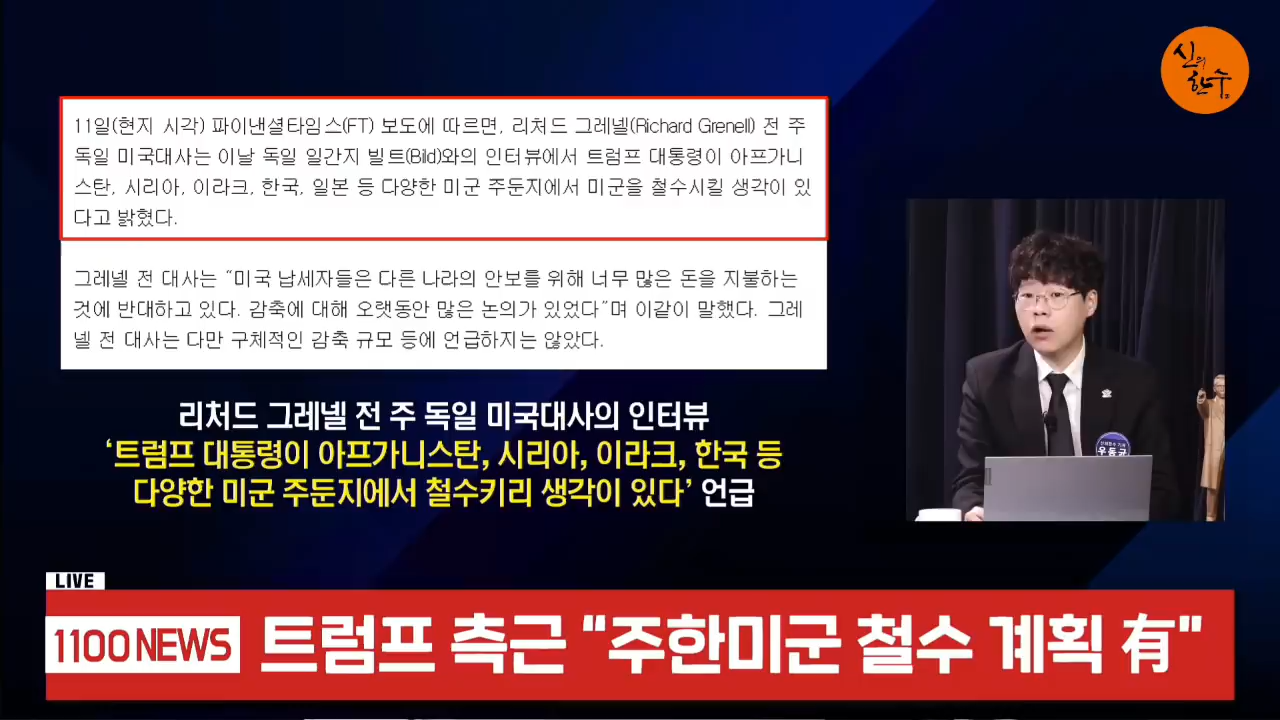 신의
한수
11일(현지 시각) 파이낸셜타임스(FT) 보도에 따르면, 리처드 그레넬(Richard Grenell) 전 주
독일 미국대사는 이날 독일 일간지 빌트(Bild)와의 인터뷰에서 트럼프 대통령이 아프가니
스탄, 시리아, 이라크, 한국, 일본 등 다양한 미군 주둔지에서 미군을 철수시킬 생각이 있
다고 밝혔다.
그레넬 전 대사는 “미국 납세자들은 다른 나라의 안보를 위해 너무 많은 돈을 지불하는
것에 반대하고 있다. 감축에 대해 오랫동안 많은 논의가 있었다”며 이같이 말했다. 그레
넬 전 대사는 다만 구체적인 감축 규모 등에 언급하지는 않았다.
리처드 그레넬 전 주 독일 미국대사의 인터뷰
‘트럼프 대통령이 아프가니스탄, 시리아, 이라크, 한국 등
다양한 미군 주둔지에서 철수키리 생각이 있다’ 언급
우동균
LIVE
1100 NEWS
트럼프 측근 "주한미군 철수 계획 有"